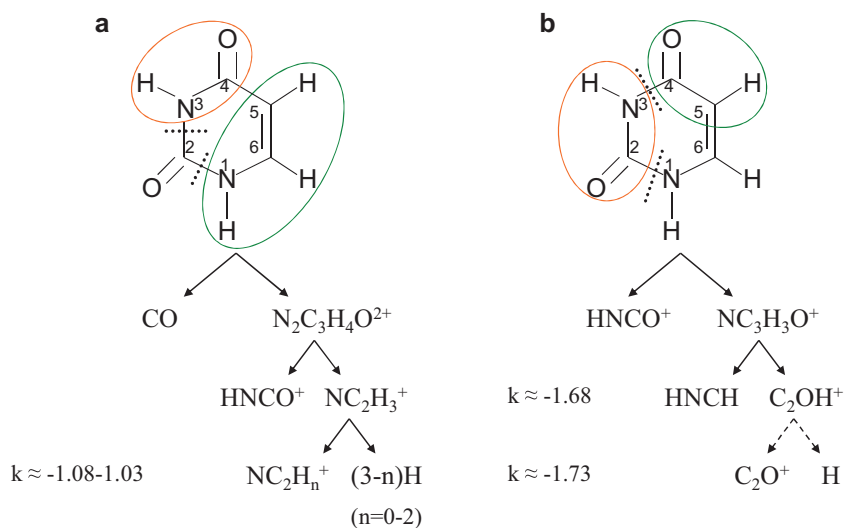 a
O
H
N
3
4
5
6
2
1
N
O
H
H
H
CO
N₂C₃H₄O²⁺
HNCO⁺ NC₂H₃⁺
k ≈ -1.08-1.03
NC₂Hₙ⁺ (3-n)H
(n=0-2)
b
O
H
N
3
4
5
6
2
1
N
O
H
H
H
HNCO⁺ NC₃H₃O⁺
k ≈ -1.68
HNCH C₂OH⁺
k ≈ -1.73
C₂O⁺ H